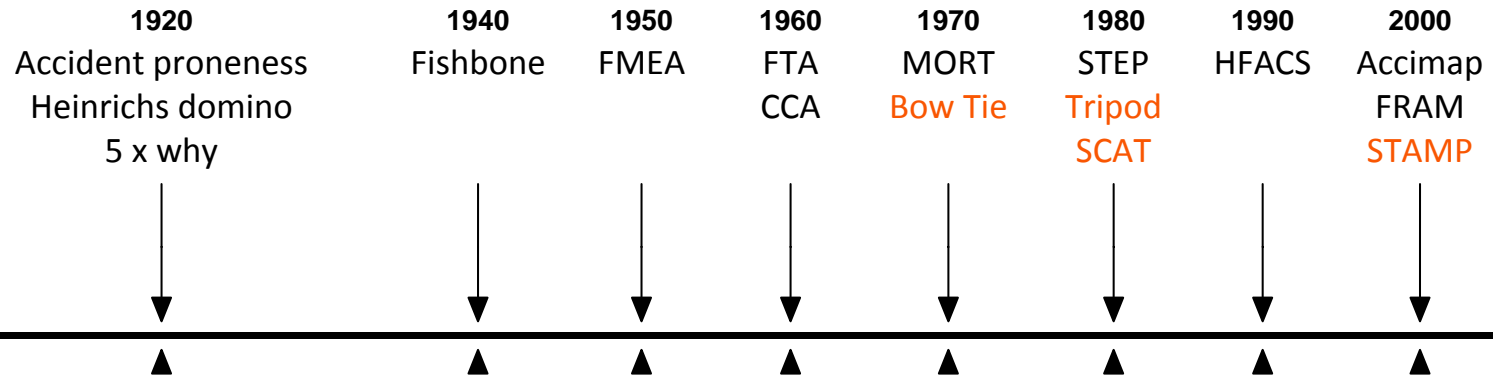 1920 1940 1950 1960 1970 1980 1990 2000
Accident proneness Fishbone FMEA FTA MORT STEP HFACS Accimap
Heinrichs domino CCA Bow Tie Tripod FRAM
5 x why SCAT STAMP